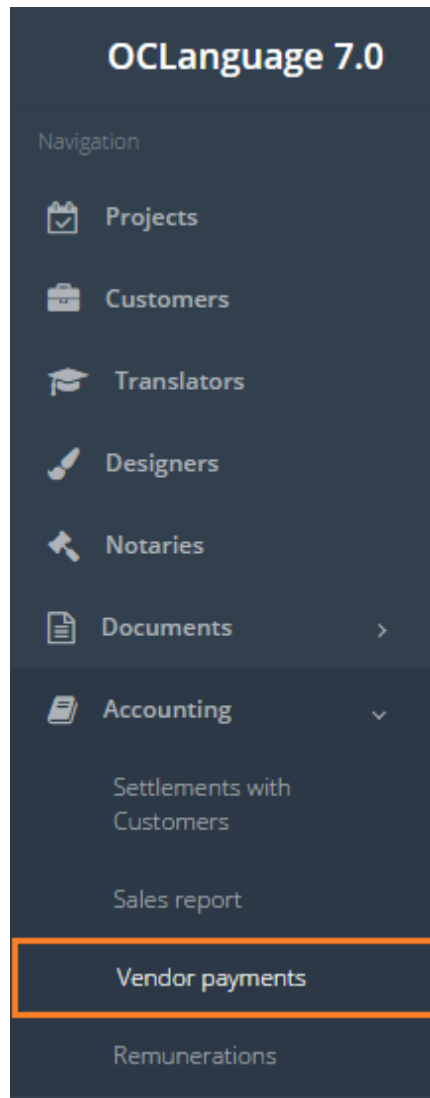 OCLanguage 7.0
Navigation
Projects
Customers
Translators
Designers
Notaries
Documents
Accounting
Settlements with
Customers
Sales report
Vendor payments
Remunerations